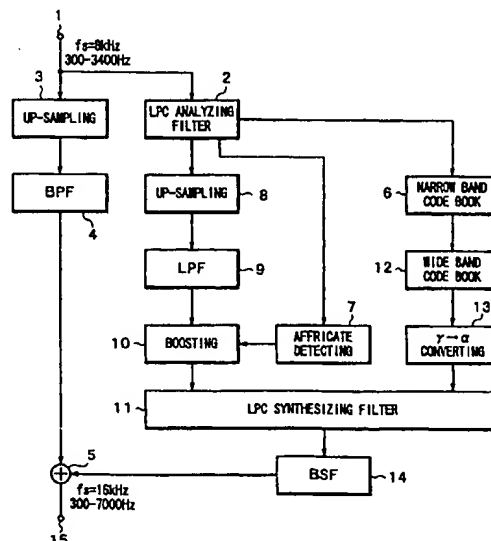 1
fs=8kHz
300-3400Hz
3
2
UP-SAMPLING
LPC ANALYZING
FILTER
BPF
4
UP-SAMPLING
8
6
NARROW BAND
CODE BOOK
LPF
9
12
WIDE BAND
CODE BOOK
7
13
10
BOOSTING
AFFRICATE
DETECTING
γ→α
CONVERTING
11
LPC SYNTHESIZING FILTER
5
BSF
14
fs=16kHz
300-7000Hz
15